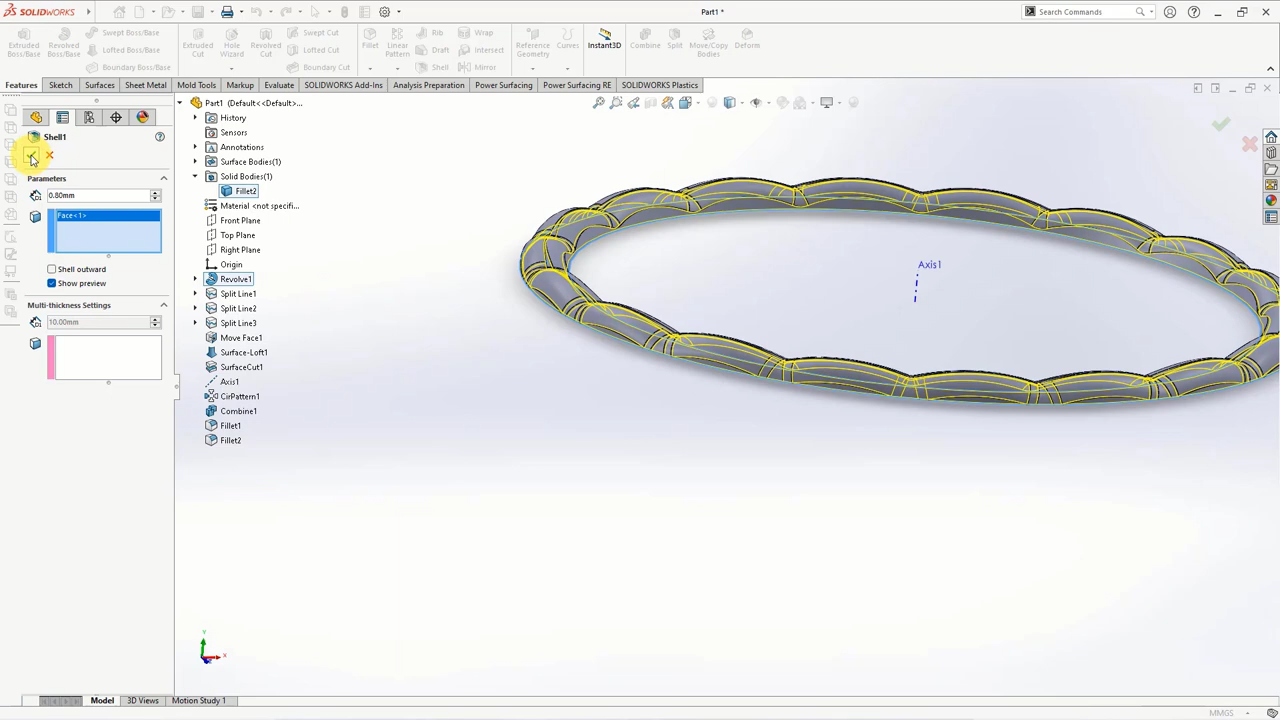 SOLIDWORKS
Part1 *
Search Commands
Extruded Boss/Base
Revolved Boss/Base
Swept Boss/Base
Lofted Boss/Base
Boundary Boss/Base
Extruded Cut
Hole Wizard
Revolved Cut
Swept Cut
Lofted Cut
Boundary Cut
Fillet
Linear Pattern
Rib
Draft
Shell
Wrap
Intersect
Mirror
Reference Geometry
Curves
Instant3D
Combine
Split
Move/Copy Bodies
Deform
Features
Sketch
Surfaces
Sheet Metal
Mold Tools
Markup
Evaluate
SOLIDWORKS Add-Ins
Analysis Preparation
Power Surfacing
Power Surfacing RE
SOLIDWORKS Plastics
Shell1
Parameters
0.80mm
Face<1>
Shell outward
Show preview
Multi-thickness Settings
10.00mm
Part1 (Default<<Default>...
History
Sensors
Annotations
Surface Bodies(1)
Solid Bodies(1)
Fillet2
Material <not specifi...
Front Plane
Top Plane
Right Plane
Origin
Revolve1
Split Line1
Split Line2
Split Line3
Move Face1
Surface-Loft1
SurfaceCut1
Axis1
CirPattern1
Combine1
Fillet1
Fillet2
Axis1
Y
X
Model
3D Views
Motion Study 1
MMGS